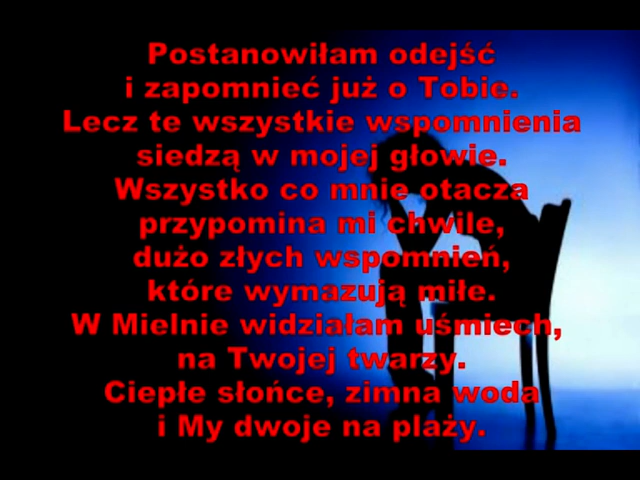 Postanowiłam odejść
i zapomnieć już o Tobie.
Lecz te wszystkie wspomnienia
siedzą w mojej głowie.
Wszystko co mnie otacza
przypomina mi chwile,
dużo złych wspomnień,
które wymazują miłe.
W Mielnie widziałam uśmiech,
na Twojej twarzy.
Ciepłe słońce, zimna woda
i My dwoje na plaży.